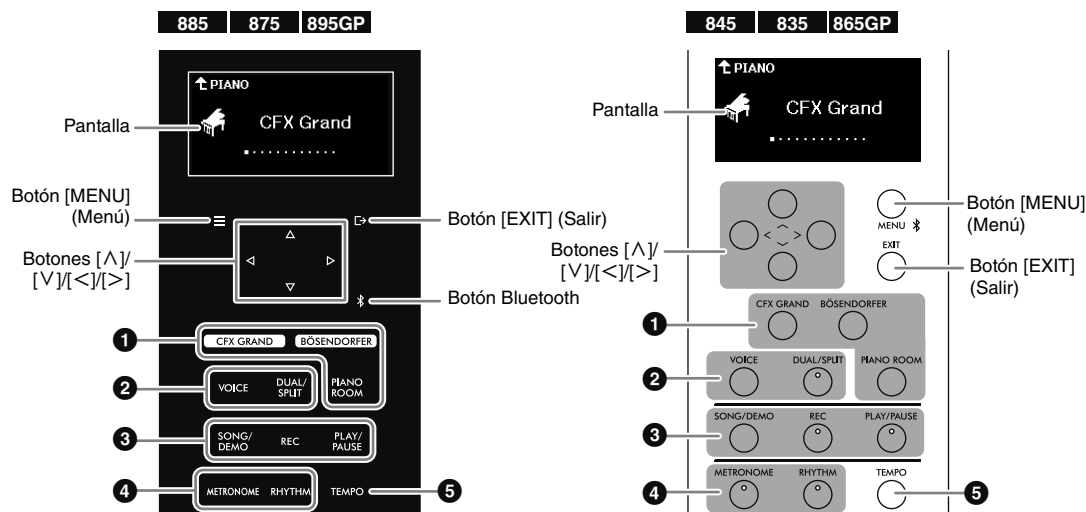 885 875 895GP
PIANO
CFX Grand
Pantalla
Botón [MENU]
(Menú)
Botón [EXIT] (Salir)
Botones [∧]/
[∨]/[<]/[>]
Botón Bluetooth
1
CFX GRAND BÖSENDORFER
2
VOICE
DUAL/
SPLIT
PIANO
ROOM
3
SONG/
DEMO
REC
PLAY/
PAUSE
4
METRONOME RHYTHM TEMPO
5
845 835 865GP
PIANO
CFX Grand
Pantalla
MENU
Botón [MENU]
(Menú)
Botones [∧]/
[∨]/[<]/[>]
EXIT
Botón [EXIT]
(Salir)
1
CFX GRAND BÖSENDORFER
2
VOICE DUAL/SPLIT PIANO ROOM
3
SONG/DEMO REC PLAY/PAUSE
4
METRONOME RHYTHM TEMPO
5